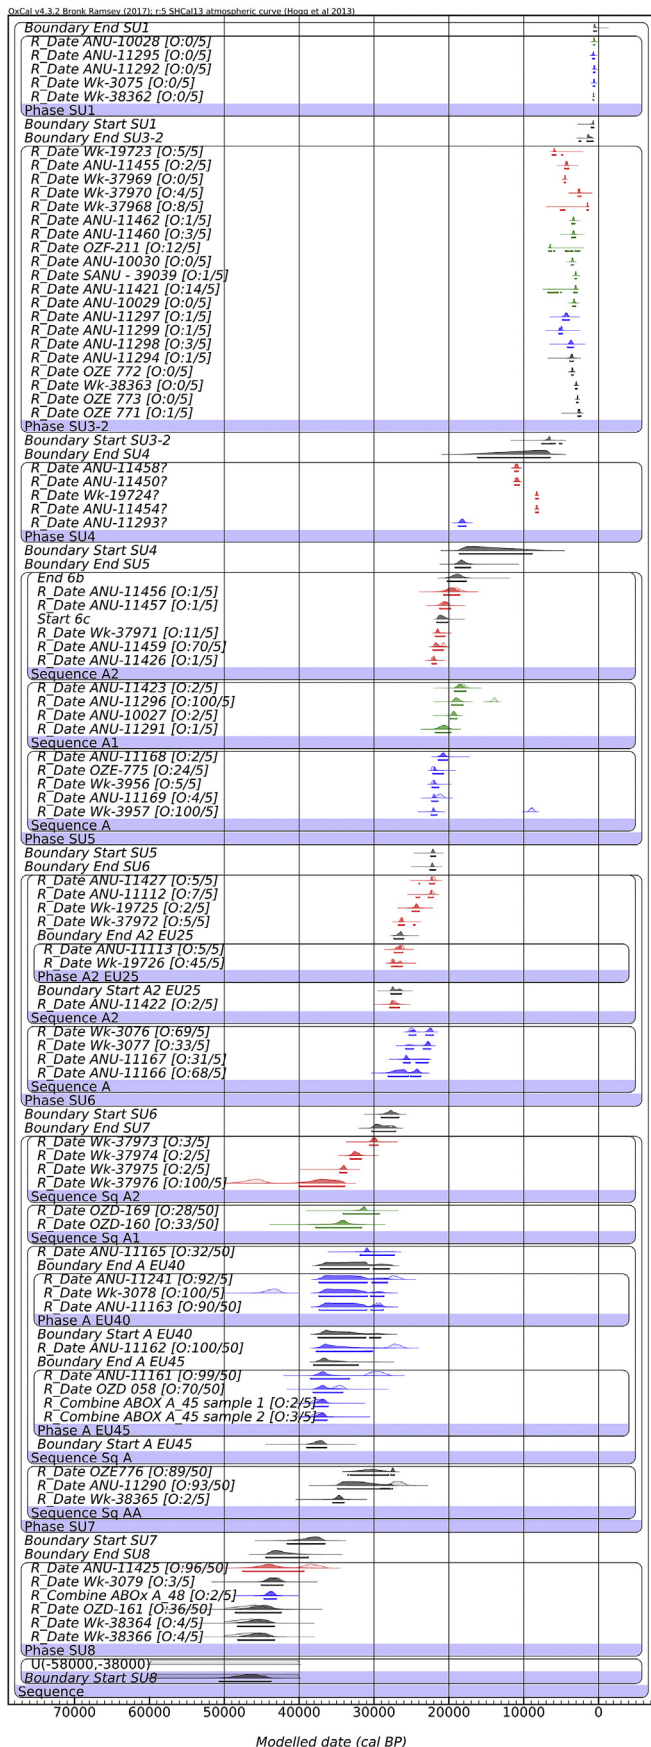 OxCal v4.3.2 Bronk Ramsey (2017); r:5 SHCal13 atmospheric curve (Hogg et al 2013)
Boundary End SU1
R_Date ANU-10028 [O:0/5]
R_Date ANU-11295 [O:0/5]
R_Date ANU-11292 [O:0/5]
R_Date Wk-3075 [O:0/5]
R_Date Wk-38362 [O:0/5]
Phase SU1
Boundary Start SU1
Boundary End SU3-2
R_Date Wk-19723 [O:5/5]
R_Date ANU-11455 [O:2/5]
R_Date Wk-37969 [O:0/5]
R_Date Wk-37970 [O:4/5]
R_Date Wk-37968 [O:8/5]
R_Date ANU-11462 [O:1/5]
R_Date ANU-11460 [O:3/5]
R_Date OZF-211 [O:12/5]
R_Date ANU-10030 [O:0/5]
R_Date SANU - 39039 [O:1/5]
R_Date ANU-11421 [O:14/5]
R_Date ANU-10029 [O:0/5]
R_Date ANU-11297 [O:1/5]
R_Date ANU-11299 [O:1/5]
R_Date ANU-11298 [O:3/5]
R_Date ANU-11294 [O:1/5]
R_Date OZE 772 [O:0/5]
R_Date Wk-38363 [O:0/5]
R_Date OZE 773 [O:0/5]
R_Date OZE 771 [O:1/5]
Phase SU3-2
Boundary Start SU3-2
Boundary End SU4
R_Date ANU-11458?
R_Date ANU-11450?
R_Date Wk-19724?
R_Date ANU-11454?
R_Date ANU-11293?
Phase SU4
Boundary Start SU4
Boundary End SU5
End 6b
R_Date ANU-11456 [O:1/5]
R_Date ANU-11457 [O:1/5]
Start 6c
R_Date Wk-37971 [O:11/5]
R_Date ANU-11459 [O:70/5]
R_Date ANU-11426 [O:1/5]
Sequence A2
R_Date ANU-11423 [O:2/5]
R_Date ANU-11296 [O:100/5]
R_Date ANU-10027 [O:2/5]
R_Date ANU-11291 [O:1/5]
Sequence A1
R_Date ANU-11168 [O:2/5]
R_Date OZE-775 [O:24/5]
R_Date Wk-3956 [O:5/5]
R_Date ANU-11169 [O:4/5]
R_Date Wk-3957 [O:100/5]
Sequence A
Phase SU5
Boundary Start SU5
Boundary End SU6
R_Date ANU-11427 [O:5/5]
R_Date ANU-11112 [O:7/5]
R_Date Wk-19725 [O:2/5]
R_Date Wk-37972 [O:5/5]
Boundary End A2 EU25
R_Date ANU-11113 [O:5/5]
R_Date Wk-19726 [O:45/5]
Phase A2 EU25
Boundary Start A2 EU25
R_Date ANU-11422 [O:2/5]
Sequence A2
R_Date Wk-3076 [O:69/5]
R_Date Wk-3077 [O:33/5]
R_Date ANU-11167 [O:31/5]
R_Date ANU-11166 [O:68/5]
Sequence A
Phase SU6
Boundary Start SU6
Boundary End SU7
R_Date Wk-37973 [O:3/5]
R_Date Wk-37974 [O:2/5]
R_Date Wk-37975 [O:2/5]
R_Date Wk-37976 [O:100/5]
Sequence Sq A2
R_Date OZD-169 [O:28/50]
R_Date OZD-160 [O:33/50]
Sequence Sq A1
R_Date ANU-11165 [O:32/50]
Boundary End A EU40
R_Date ANU-11241 [O:92/5]
R_Date Wk-3078 [O:100/5]
R_Date ANU-11163 [O:90/50]
Phase A EU40
Boundary Start A EU40
R_Date ANU-11162 [O:100/50]
Boundary End A EU45
R_Date ANU-11161 [O:99/50]
R_Date OZD 058 [O:70/50]
R_Combine ABOX A_45 sample 1 [O:2/5]
R_Combine ABOX A_45 sample 2 [O:3/5]
Phase A EU45
Boundary Start A EU45
Sequence Sq A
R_Date OZE776 [O:89/50]
R_Date ANU-11290 [O:93/50]
R_Date Wk-38365 [O:2/5]
Sequence Sq AA
Phase SU7
Boundary Start SU7
Boundary End SU8
R_Date ANU-11425 [O:96/50]
R_Date Wk-3079 [O:3/5]
R_Combine ABOx A_48 [O:2/5]
R_Date OZD-161 [O:36/50]
R_Date Wk-38364 [O:4/5]
R_Date Wk-38366 [O:4/5]
Phase SU8
U(-58000,-38000)
Boundary Start SU8
Sequence
70000 60000 50000 40000 30000 20000 10000 0
Modelled date (cal BP)